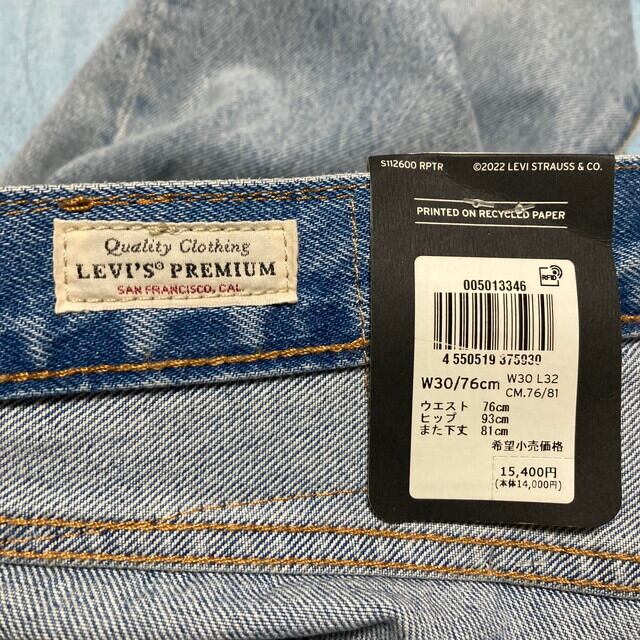 S112600 RPTR ©2022 LEVI STRAUSS & CO.
PRINTED ON RECYCLED PAPER
Quality Clothing
LEVI'S® PREMIUM
SAN FRANCISCO, CAL.
RFID
005013346
4 550519 375930
W30/76cm W30 L32
CM.76/81
ウエスト 76cm
ヒップ 93cm
また下丈 81cm
希望小売価格
15,400円
(本体14,000円)